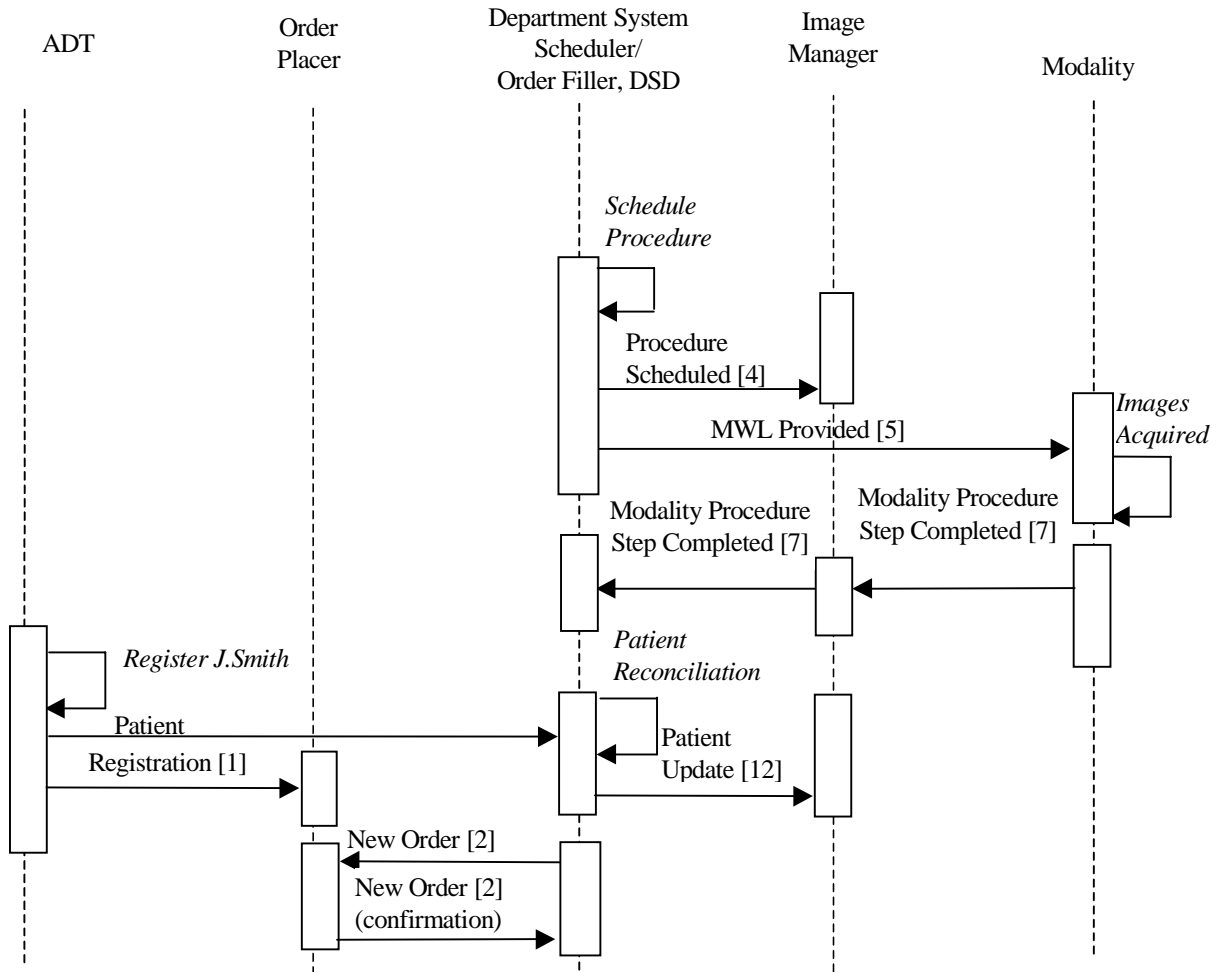 ADT
Order
Placer
Department System
Scheduler/
Order Filler, DSD
Image
Manager
Modality
Schedule
Procedure
Procedure
Scheduled [4]
Images
Acquired
MWL Provided [5]
Modality Procedure
Step Completed [7]
Modality Procedure
Step Completed [7]
Register J.Smith
Patient
Reconciliation
Patient
Registration [1]
Patient
Update [12]
New Order [2]
New Order [2]
(confirmation)